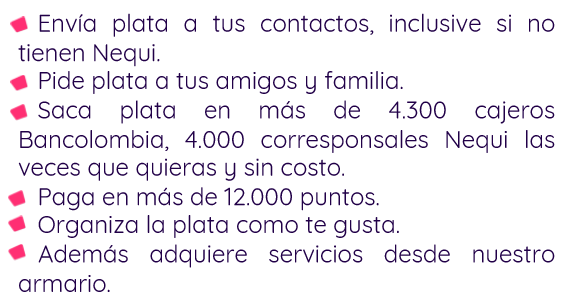 Envía plata a tus contactos, inclusive si no
tienen Nequi.
Pide plata a tus amigos y familia.
Saca plata en más de 4.300 cajeros
Bancolombia, 4.000 corresponsales Nequi las
veces que quieras y sin costo.
Paga en más de 12.000 puntos.
Organiza la plata como te gusta.
Además adquiere servicios desde nuestro
armario.